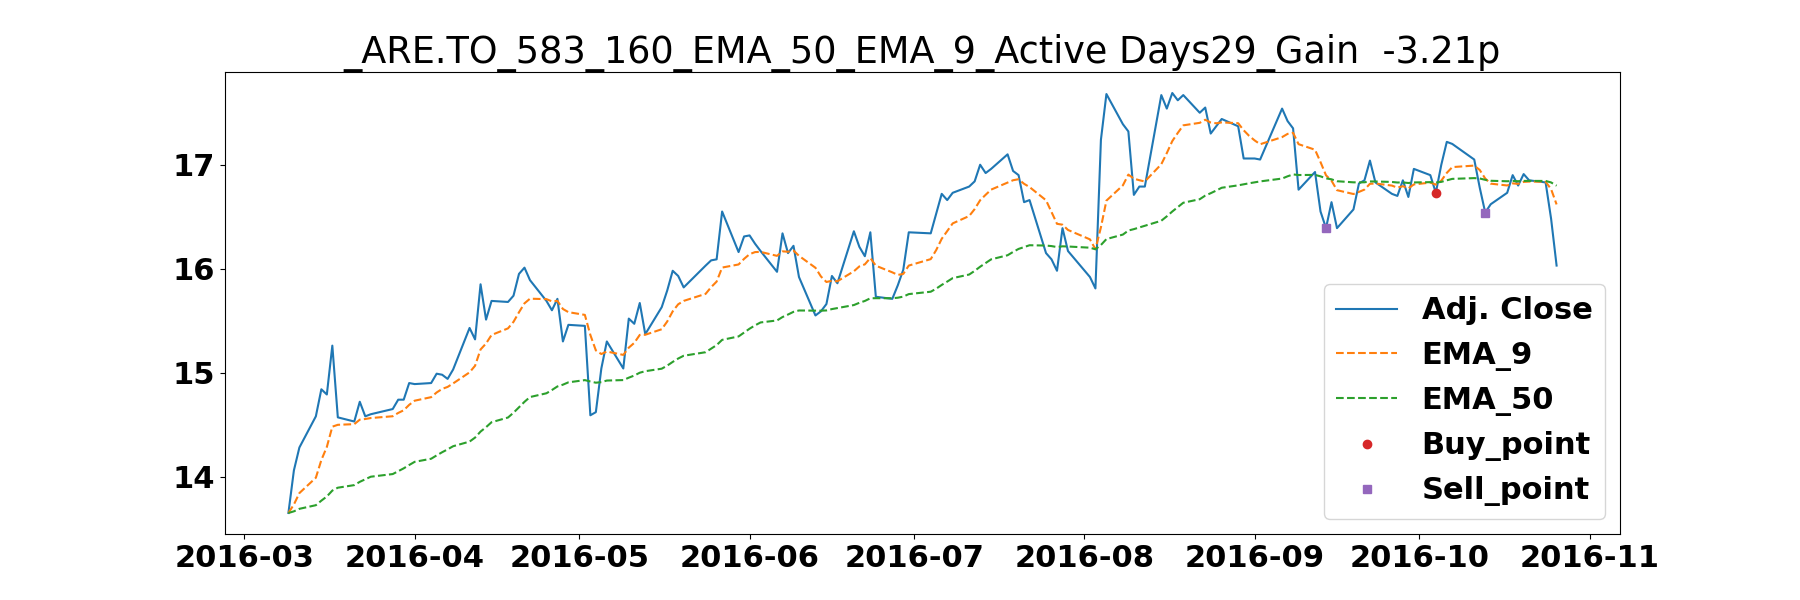 _ARE.TO_583_160_EMA_50_EMA_9_Active Days29_Gain  -3.21p
17
16
15
14
Adj. Close
EMA_9
EMA_50
Buy_point
Sell_point
2016-03 2016-04 2016-05 2016-06 2016-07 2016-08 2016-09 2016-10 2016-11